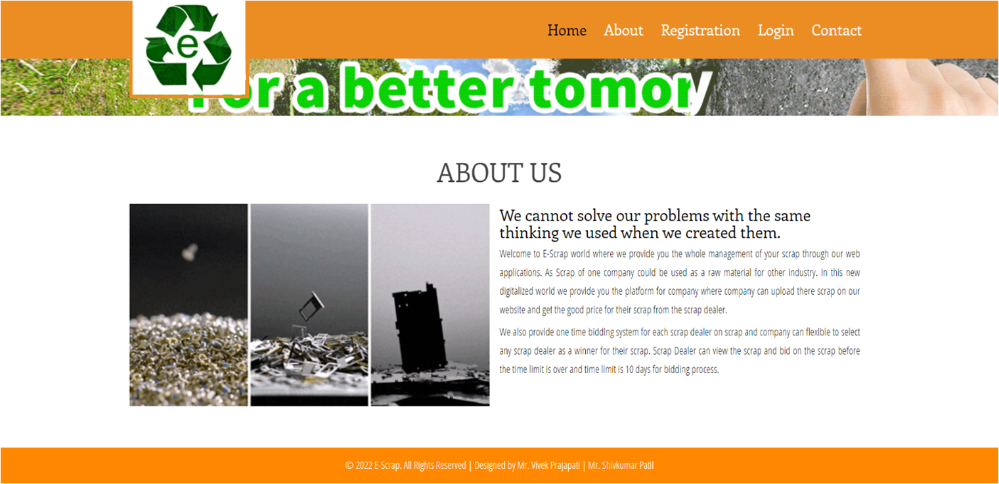 e
Home About Registration Login Contact
For a better tomory
ABOUT US
We cannot solve our problems with the same
thinking we used when we created them.
Welcome to E-Scrap world where we provide you the whole management of your scrap through our web
applications. As Scrap of one company could be used as a raw material for other industry. In this new
digitalized world we provide you the platform for company where company can upload there scrap on our
website and get the good price for their scrap from the scrap dealer.
We also provide one time bidding system for each scrap dealer on scrap and company can flexible to select
any scrap dealer as a winner for their scrap. Scrap Dealer can view the scrap and bid on the scrap before
the time limit is over and time limit is 10 days for bidding process.
© 2022 E-Scrap. All Rights Reserved | Designed by Mr. Vivek Prajapati | Mr. Shivkumar Patil